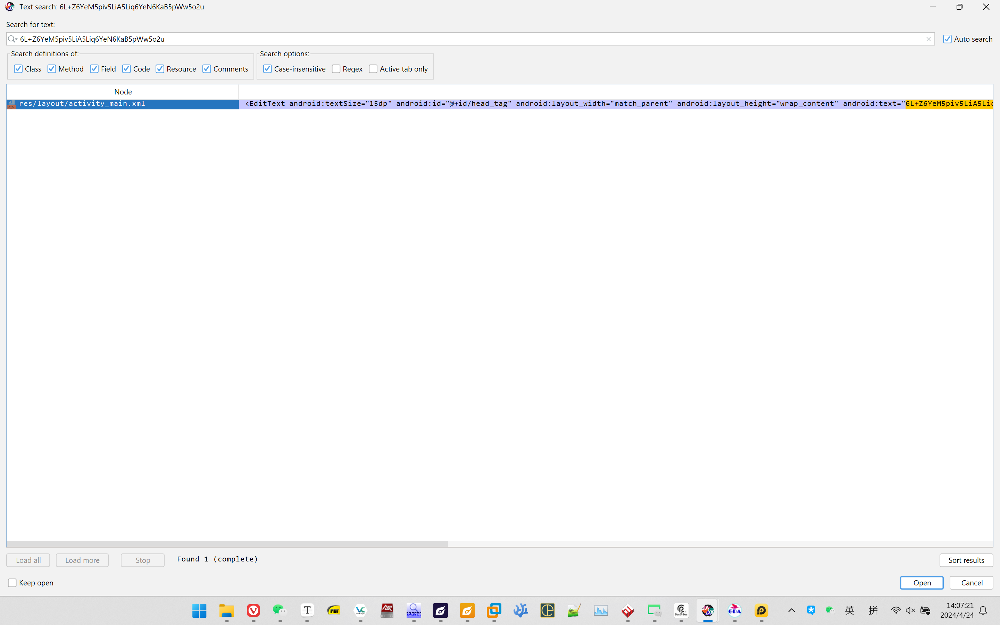 Text search: 6L+Z6YeM5piv5LiA5Liq6YeN6KaB5pWw5o2u
Search for text:
6L+Z6YeM5piv5LiA5Liq6YeN6KaB5pWw5o2u
Auto search
Search definitions of:
Search options:
Class Method Field Code Resource Comments
Case-insensitive Regex Active tab only
Node
res/layout/activity_main.xml
<EditText android:textSize="15dp" android:id="@+id/head_tag" android:layout_width="match_parent" android:layout_height="wrap_content" android:text="6L+Z6YeM5piv5LiA5Li
Load all Load more Stop Found 1 (complete) Sort results
Keep open Open Cancel
T PDF VC GDA
英 拼
14:07:21
2024/4/24